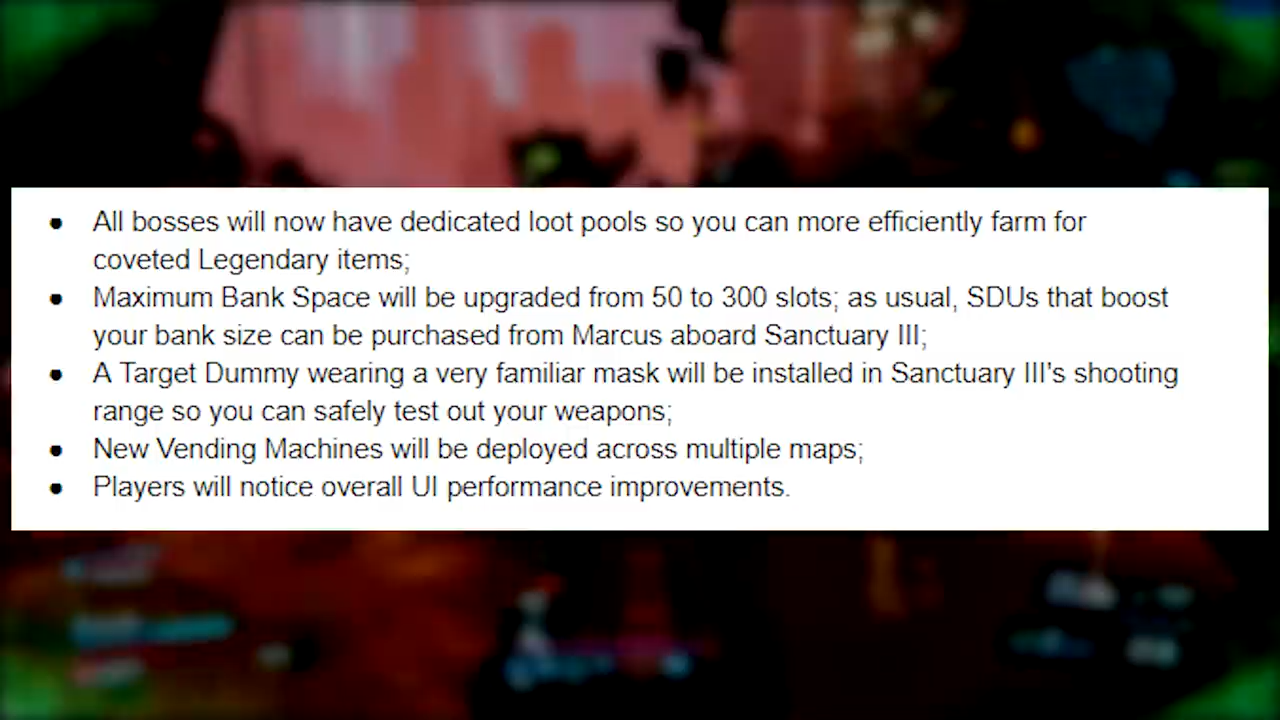 ● All bosses will now have dedicated loot pools so you can more efficiently farm for
coveted Legendary items;
● Maximum Bank Space will be upgraded from 50 to 300 slots; as usual, SDUs that boost
your bank size can be purchased from Marcus aboard Sanctuary III;
● A Target Dummy wearing a very familiar mask will be installed in Sanctuary III's shooting
range so you can safely test out your weapons;
● New Vending Machines will be deployed across multiple maps;
● Players will notice overall UI performance improvements.